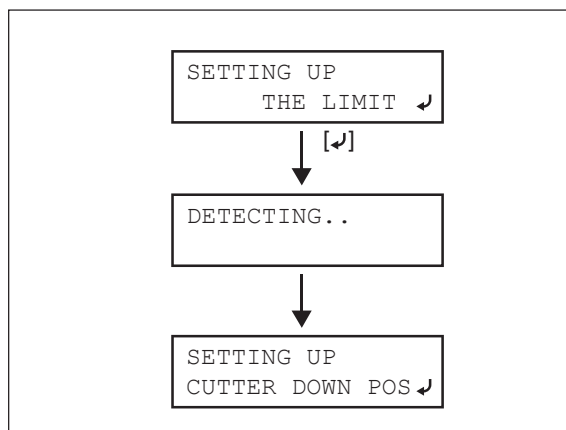 SETTING UP
THE LIMIT ↵
[↵]
DETECTING..
SETTING UP
CUTTER DOWN POS↵